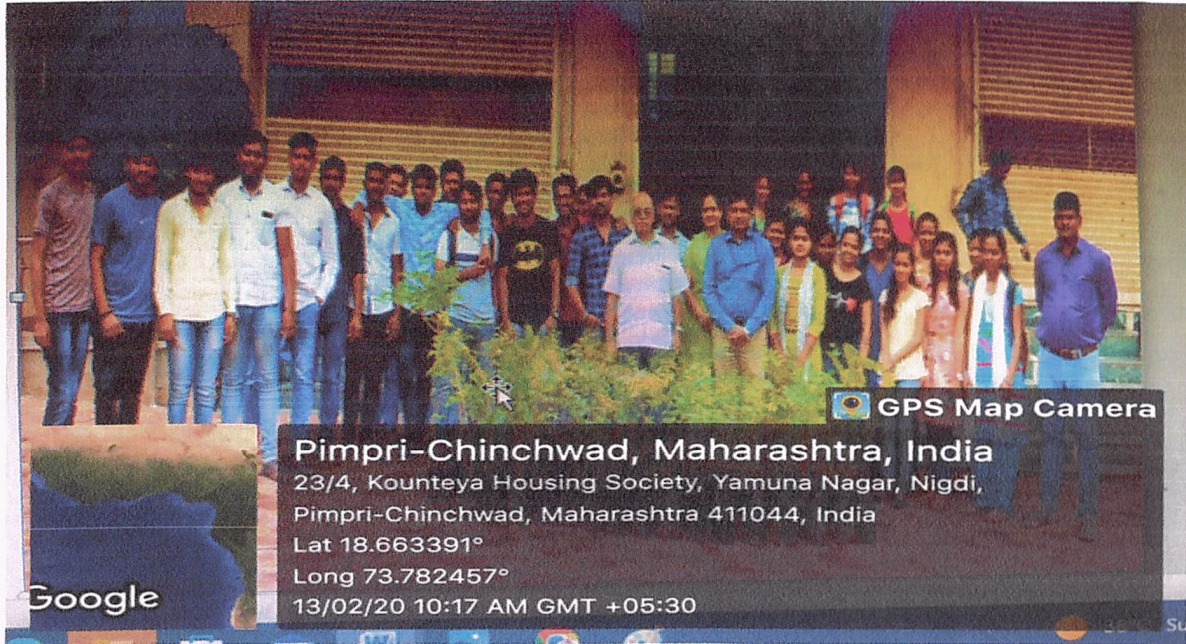 GPS Map Camera
Pimpri-Chinchwad, Maharashtra, India
23/4, Kounteya Housing Society, Yamuna Nagar, Nigdi,
Pimpri-Chinchwad, Maharashtra 411044, India
Lat 18.663391°
Long 73.782457°
13/02/20 10:17 AM GMT +05:30
Google